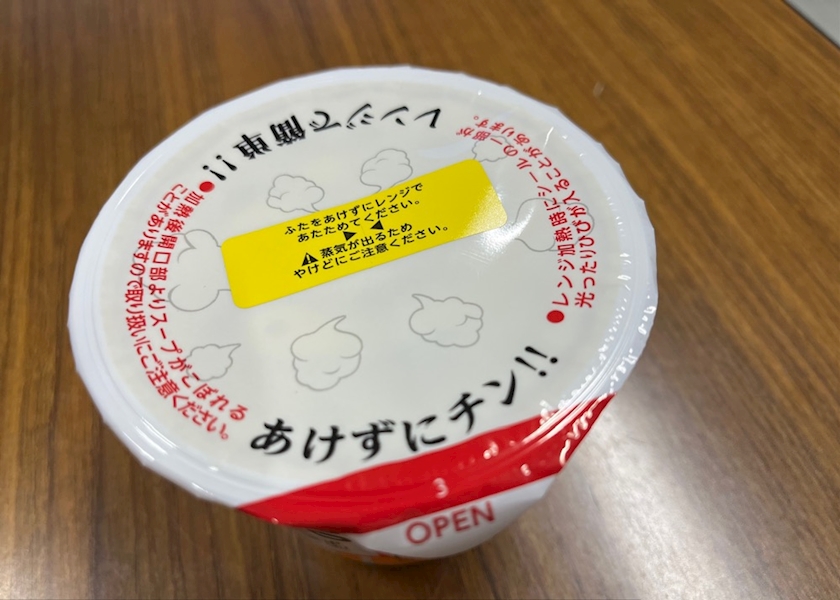 レンジで簡単!!
●レンジ加熱時にシールの一部が
光ったりひびが入ることがあります。
ふたをあけずにレンジで
あたためてください。
⚠蒸気が出るため
やけどにご注意ください。
●加熱後開口部よりスープがこぼれる
ことがありますので取り扱いにご注意ください。
あけずにチン!!
3
OPEN